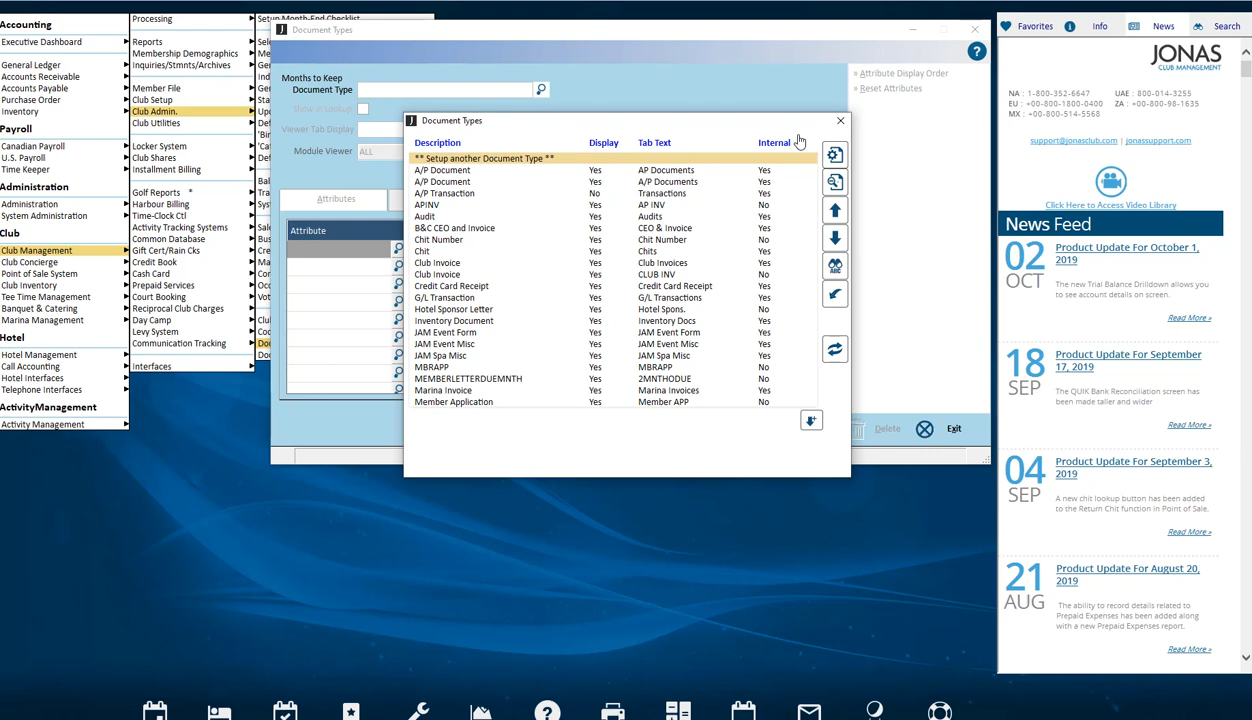 Accounting
Executive Dashboard
General Ledger
Accounts Receivable
Accounts Payable
Purchase Order
Inventory
Payroll
Canadian Payroll
U.S. Payroll
Time Keeper
Administration
Administration
System Administration
Club
Club Management
Club Concierge
Point of Sale System
Club Inventory
Tee Time Management
Banquet & Catering
Marina Management
Hotel
Hotel Management
Call Accounting
Hotel Interfaces
Telephone Interfaces
ActivityManagement
Activity Management
Processing
Reports
Membership Demographics
Inquiries/Stmnts/Archives
Member File
Club Setup
Club Admin.
Club Utilities
Locker System
Club Shares
Installment Billing
Golf Reports *
Harbour Billing
Time-Clock Ctl
Activity Tracking Systems
Common Database
Gift Cert/Rain Cks
Credit Book
Cash Card
Prepaid Services
Court Booking
Reciprocal Club Charges
Day Camp
Levy System
Communication Tracking
Interfaces
Setup Month-End Checklist
Document Types
Months to Keep
Document Type
Show in Lookup
Viewer Tab Display
Module Viewer ALL
Attributes
Attribute
» Attribute Display Order
» Reset Attributes
Delete
Exit
Document Types
Description Display Tab Text Internal
** Setup another Document Type **
A/P Document Yes AP Documents Yes
A/P Document Yes A/P Documents Yes
A/P Transaction No Transactions Yes
APINV Yes AP INV No
Audit Yes Audits Yes
B&C CEO and Invoice Yes CEO & Invoice Yes
Chit Number Yes Chit Number No
Chit Yes Chits Yes
Club Invoice Yes Club Invoices Yes
Club Invoice Yes CLUB INV No
Credit Card Receipt Yes Credit Card Receipt Yes
G/L Transaction Yes G/L Transactions Yes
Hotel Sponsor Letter Yes Hotel Spons. No
Inventory Document Yes Inventory Docs Yes
JAM Event Form Yes JAM Event Form Yes
JAM Event Misc Yes JAM Event Misc Yes
JAM Spa Misc Yes JAM Spa Misc Yes
MBRAPP Yes MBRAPP No
MEMBERLETTERDUEMNTH Yes 2MNTHODUE No
Marina Invoice Yes Marina Invoices Yes
Member Application Yes Member APP No
Favorites Info News Search
JONAS
CLUB MANAGEMENT
NA : 1-800-352-6647 UAE : 800-014-3255
EU : +00-800-1800-0400 ZA : +00-800-98-1635
MX : +00-800-514-5568
support@jonasclub.com | jonassupport.com
Click Here to Access Video Library
News Feed
02
OCT
Product Update For October 1,
2019
The new Trial Balance Drilldown allows you
to see account details on screen.
Read More »
18
SEP
Product Update For September
17, 2019
The QUIK Bank Reconciliation screen has
been made taller and wider
Read More »
04
SEP
Product Update For September 3,
2019
A new chit lookup button has been added
to the Return Chit function in Point of Sale.
Read More »
21
AUG
Product Update For August 20,
2019
The ability to record details related to
Prepaid Expenses has been added along
with a new Prepaid Expenses report.
Read More »